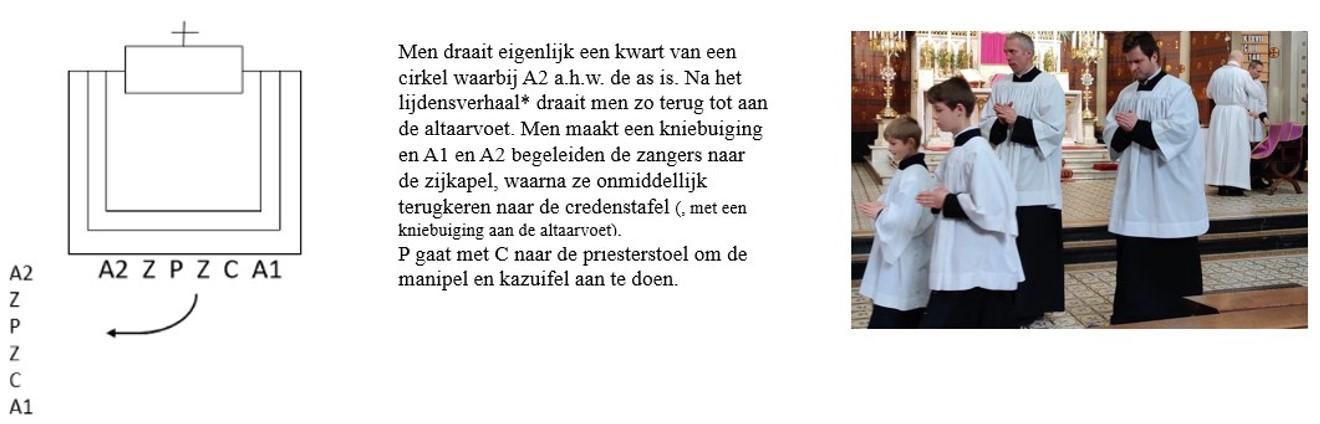 A2 Z P Z C A1
A2
Z
P
Z
C
A1
Men draait eigenlijk een kwart van een
cirkel waarbij A2 a.h.w. de as is. Na het
lijdensverhaal* draait men zo terug tot aan
de altaarvoet. Men maakt een kniebuiging
en A1 en A2 begeleiden de zangers naar
de zijkapel, waarna ze onmiddellijk
terugkeren naar de credenstafel (, met een
kniebuiging aan de altaarvoet).
P gaat met C naar de priesterstoel om de
manipel en kazuifel aan te doen.